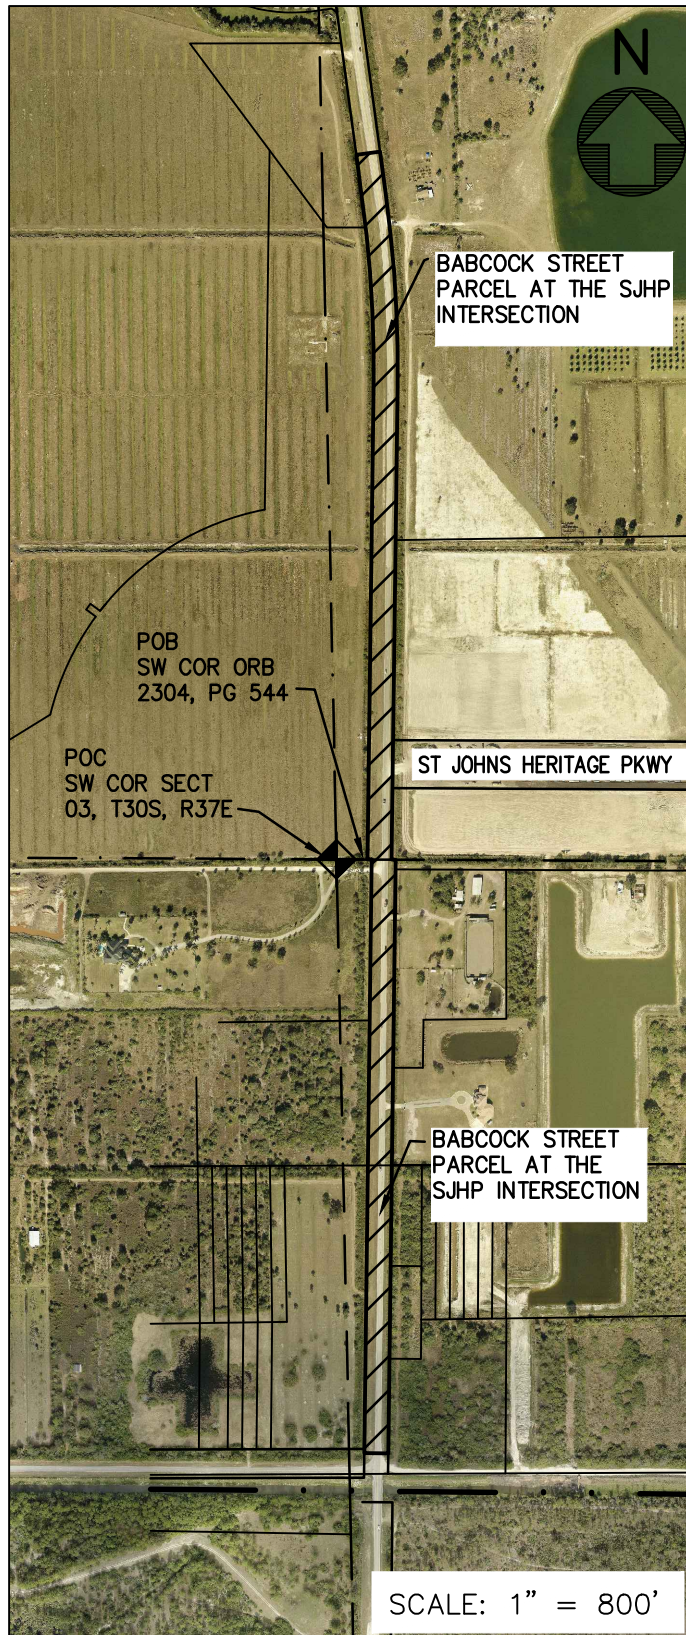 N
BABCOCK STREET
PARCEL AT THE SJHP
INTERSECTION
POB
SW COR ORB
2304, PG 544
POC
SW COR SECT
03, T30S, R37E
ST JOHNS HERITAGE PKWY
BABCOCK STREET
PARCEL AT THE
SJHP INTERSECTION
SCALE: 1" = 800'